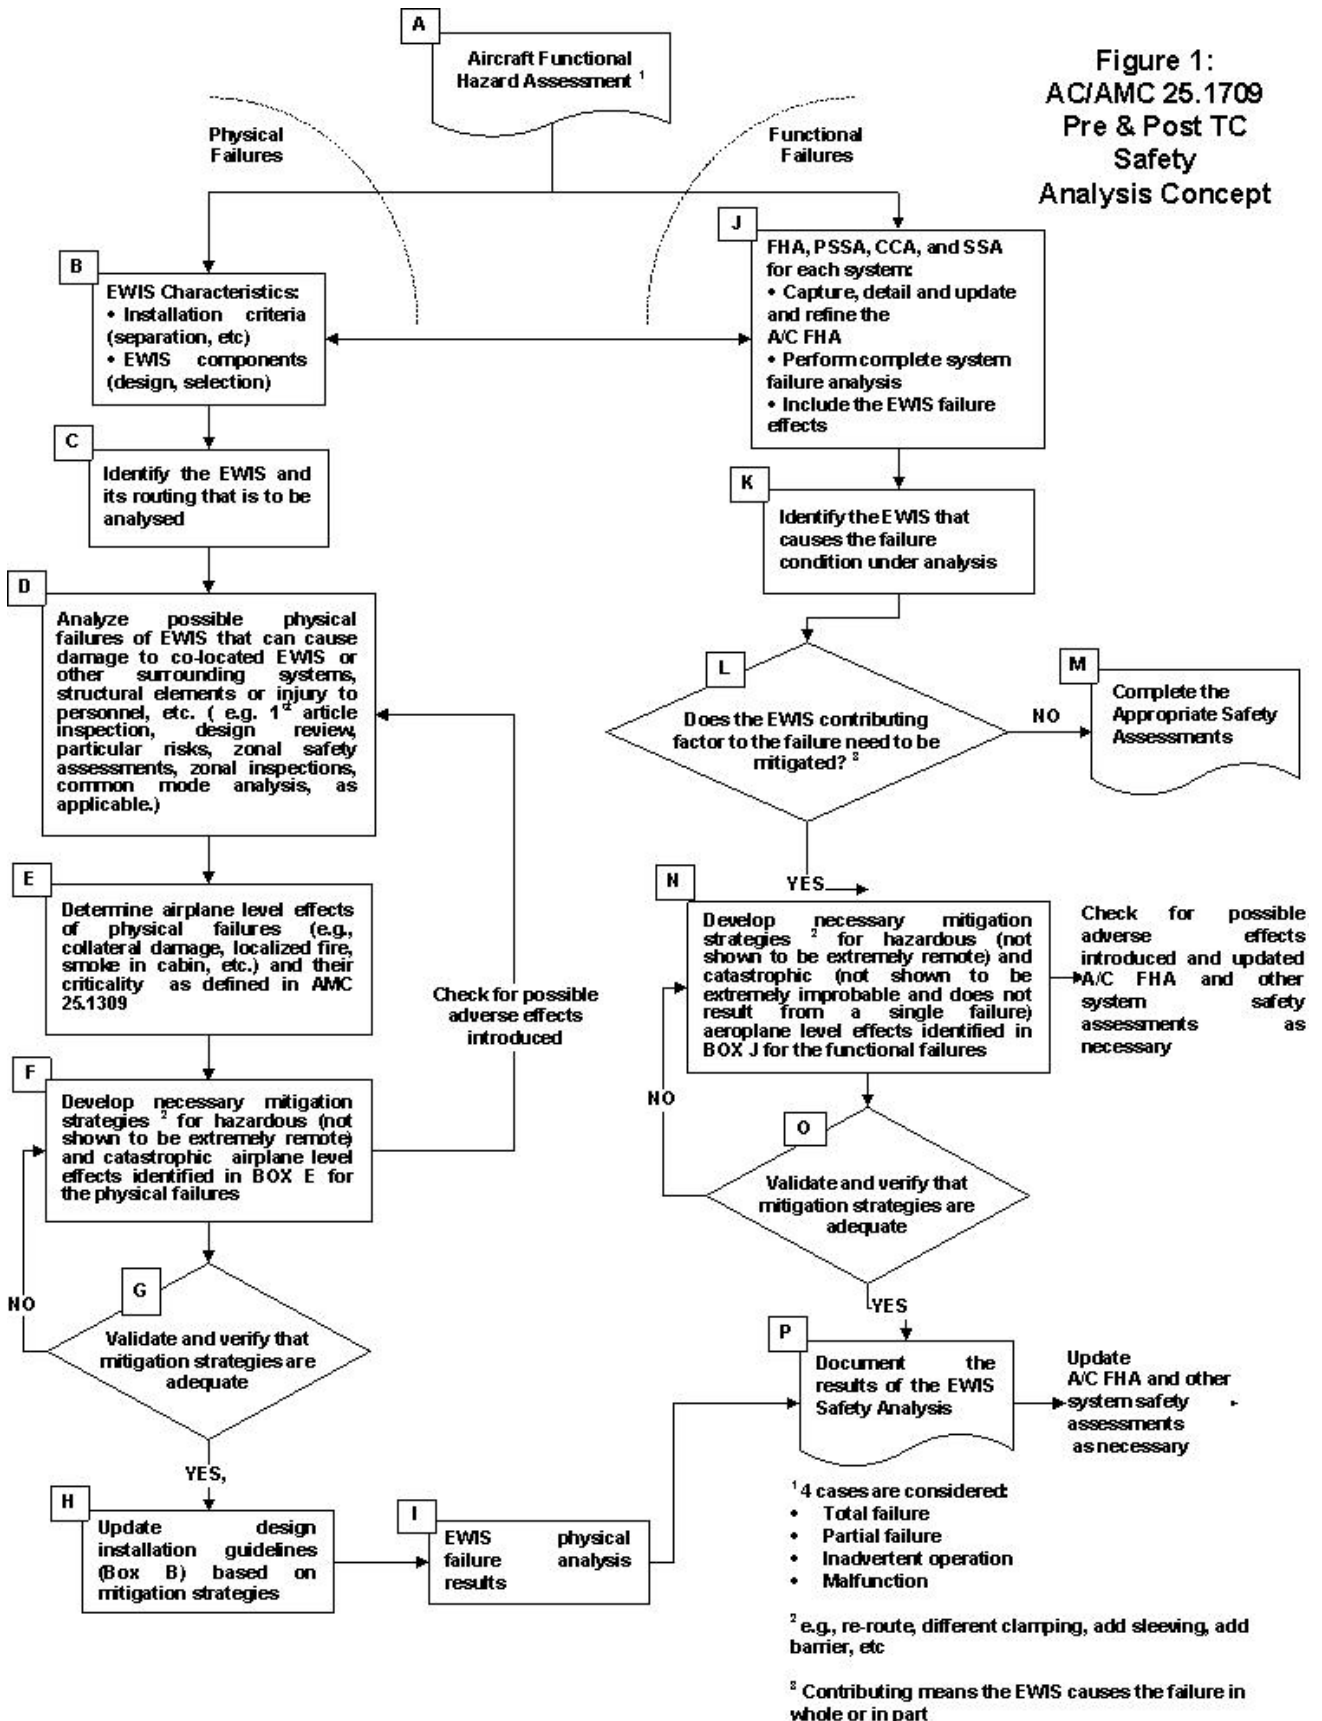 A
Aircraft Functional
Hazard Assessment 1
Figure 1:
AC/AMC 25.1709
Pre & Post TC
Safety
Analysis Concept
Physical
Failures
Functional
Failures
B
EWIS Characteristics:
• Installation criteria
(separation, etc)
• EWIS components
(design, selection)
J
FHA, PSSA, CCA, and SSA
for each system:
• Capture, detail and update
and refine the
A/C FHA
• Perform complete system
failure analysis
• Include the EWIS failure
effects
C
Identify the EWIS and
its routing that is to be
analysed
K
Identify the EWIS that
causes the failure
condition under analysis
D
Analyze possible physical
failures of EWIS that can cause
damage to co-located EWIS or
other surrounding systems,
structural elements or injury to
personnel, etc. ( e.g. 1st article
inspection, design review,
particular risks, zonal safety
assessments, zonal inspections,
common mode analysis, as
applicable.)
L
Does the EWIS contributing
factor to the failure need to be
mitigated? 3
NO
M
Complete the
Appropriate Safety
Assessments
YES
E
Determine airplane level effects
of physical failures (e.g.,
collateral damage, localized fire,
smoke in cabin, etc.) and their
criticality as defined in AMC
25.1309
Check for possible
adverse effects
introduced
N
Develop necessary mitigation
strategies 2 for hazardous (not
shown to be extremely remote) and
catastrophic (not shown to be
extremely improbable and does not
result from a single failure)
aeroplane level effects identified in
BOX J for the functional failures
Check for possible
adverse effects
introduced and updated
A/C FHA and other
system safety
assessments as
necessary
F
Develop necessary mitigation
strategies 2 for hazardous (not
shown to be extremely remote)
and catastrophic airplane level
effects identified in BOX E for
the physical failures
NO
O
Validate and verify that
mitigation strategies are
adequate
YES
G
Validate and verify that
mitigation strategies are
adequate
NO
YES,
P
Document the
results of the EWIS
Safety Analysis
Update
A/C FHA and other
system safety
assessments
as necessary
H
Update design
installation guidelines
(Box B) based on
mitigation strategies
I
EWIS physical
failure analysis
results
1 4 cases are considered:
• Total failure
• Partial failure
• Inadvertent operation
• Malfunction
2 e.g., re-route, different clamping, add sleeving, add
barrier, etc
3 Contributing means the EWIS causes the failure in
whole or in part